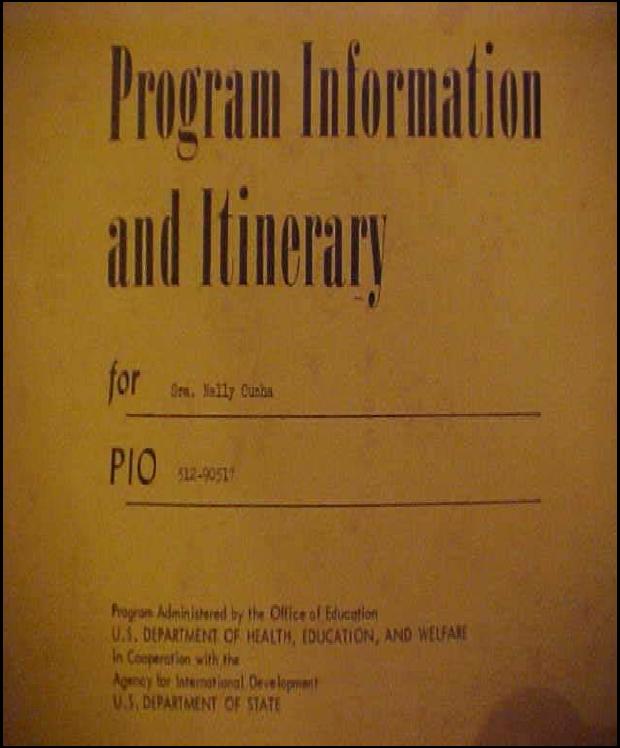 Program Information
and Itinerary
for Sra. Nelly Cunha
PIO 512-90517
Program Administered by the Office of Education
U.S. DEPARTMENT OF HEALTH, EDUCATION, AND WELFARE
in Cooperation with the
Agency for International Development
U.S. DEPARTMENT OF STATE